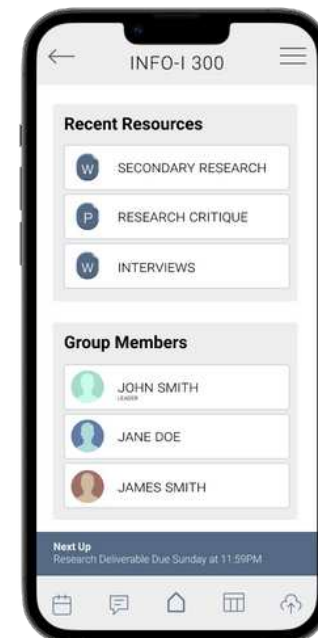 INFO-I 300
Recent Resources
W SECONDARY RESEARCH
P RESEARCH CRITIQUE
W INTERVIEWS
Group Members
JOHN SMITH
LEADER
JANE DOE
JAMES SMITH
Next Up
Research Deliverable Due Sunday at 11:59PM